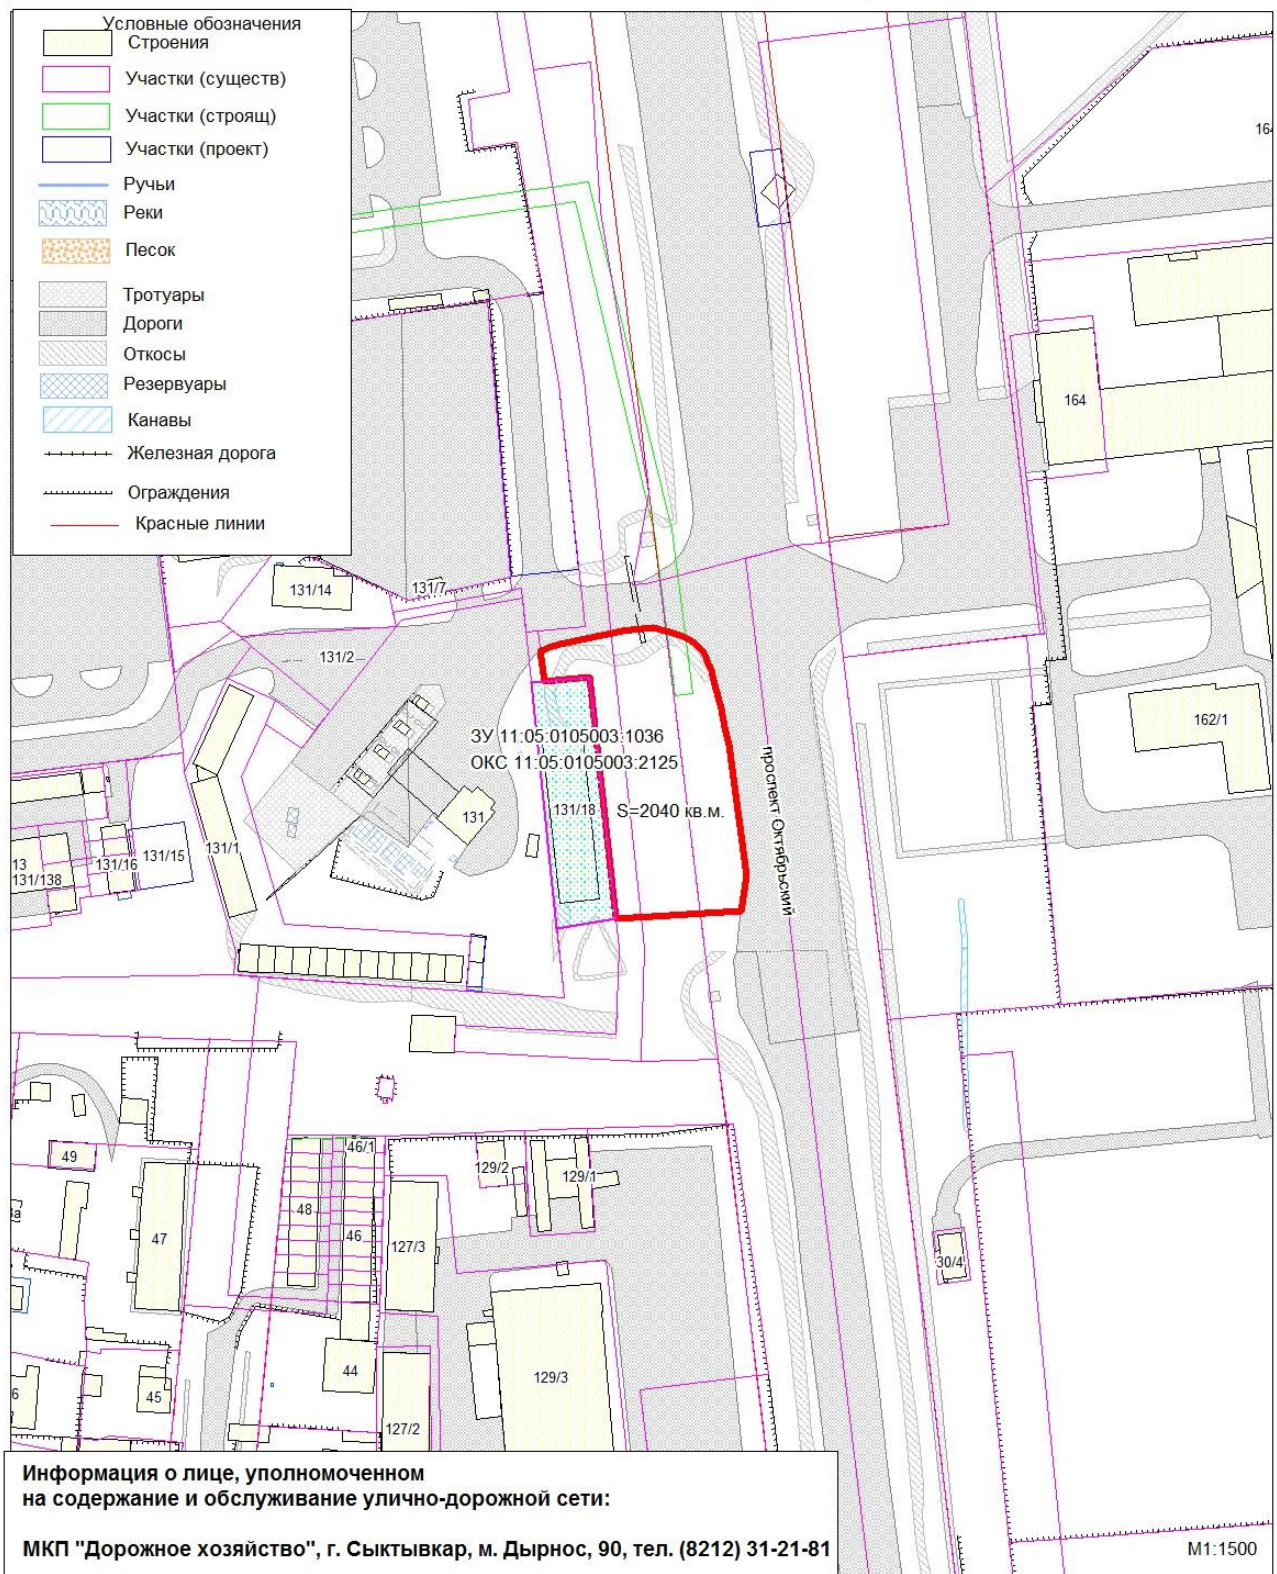 Условные обозначения
Строения
Участки (существ)
Участки (строящ)
Участки (проект)
Ручьи
Реки
Песок
Тротуары
Дороги
Откосы
Резервуары
Канавы
Железная дорога
Ограждения
Красные линии
164
164
131/14
131/7
131/2
162/1
ЗУ 11:05:0105003:1036
ОКС 11:05:0105003:2125
131/18
S=2040 кв.м.
проспект Октябрьский
131
131/1
131/15
131/16
13
131/138
49
46/1
129/2
129/1
48
46
47
127/3
30/4
44
45
129/3
127/2
Информация о лице, уполномоченном
на содержание и обслуживание улично-дорожной сети:
МКП "Дорожное хозяйство", г. Сыктывкар, м. Дырнос, 90, тел. (8212) 31-21-81
М1:1500